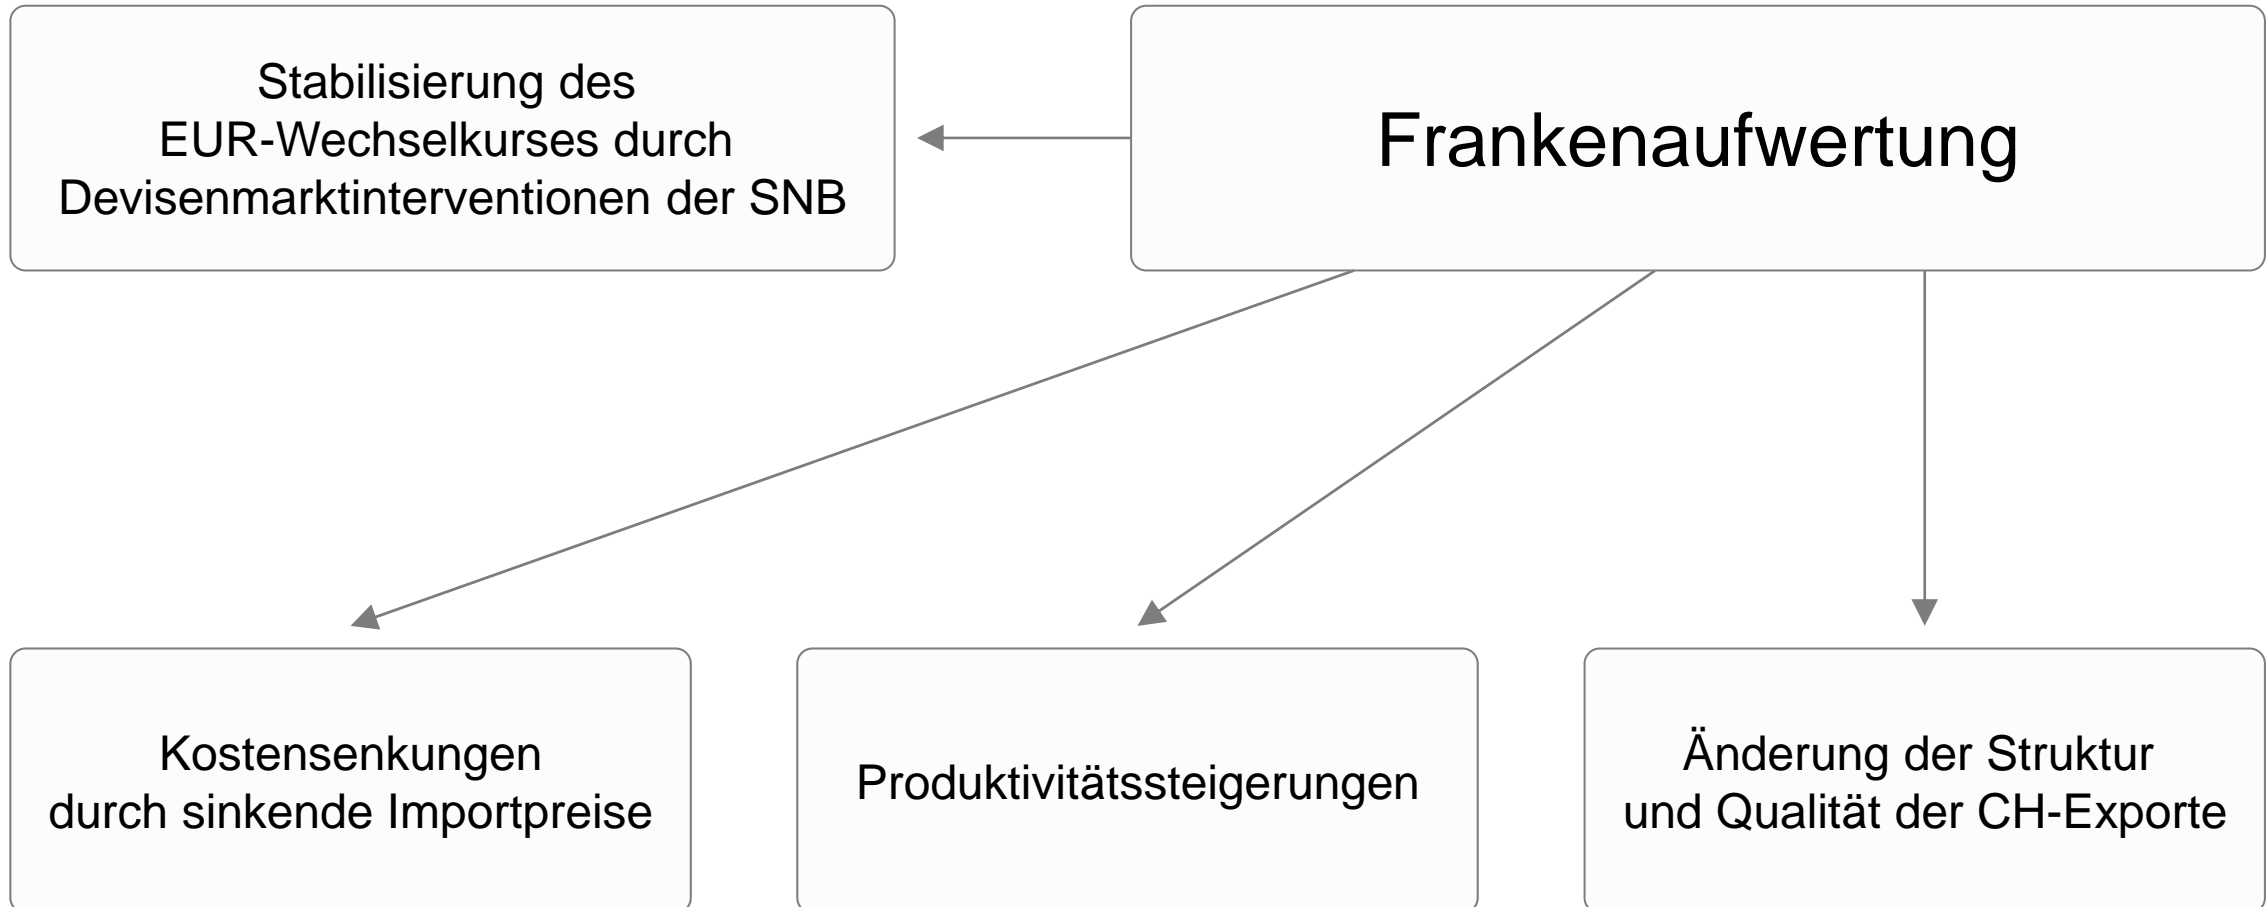 Stabilisierung des
EUR-Wechselkurses durch
Devisenmarktinterventionen der SNB
Frankenaufwertung
Kostensenkungen
durch sinkende Importpreise
Produktivitätssteigerungen
Änderung der Struktur
und Qualität der CH-Exporte